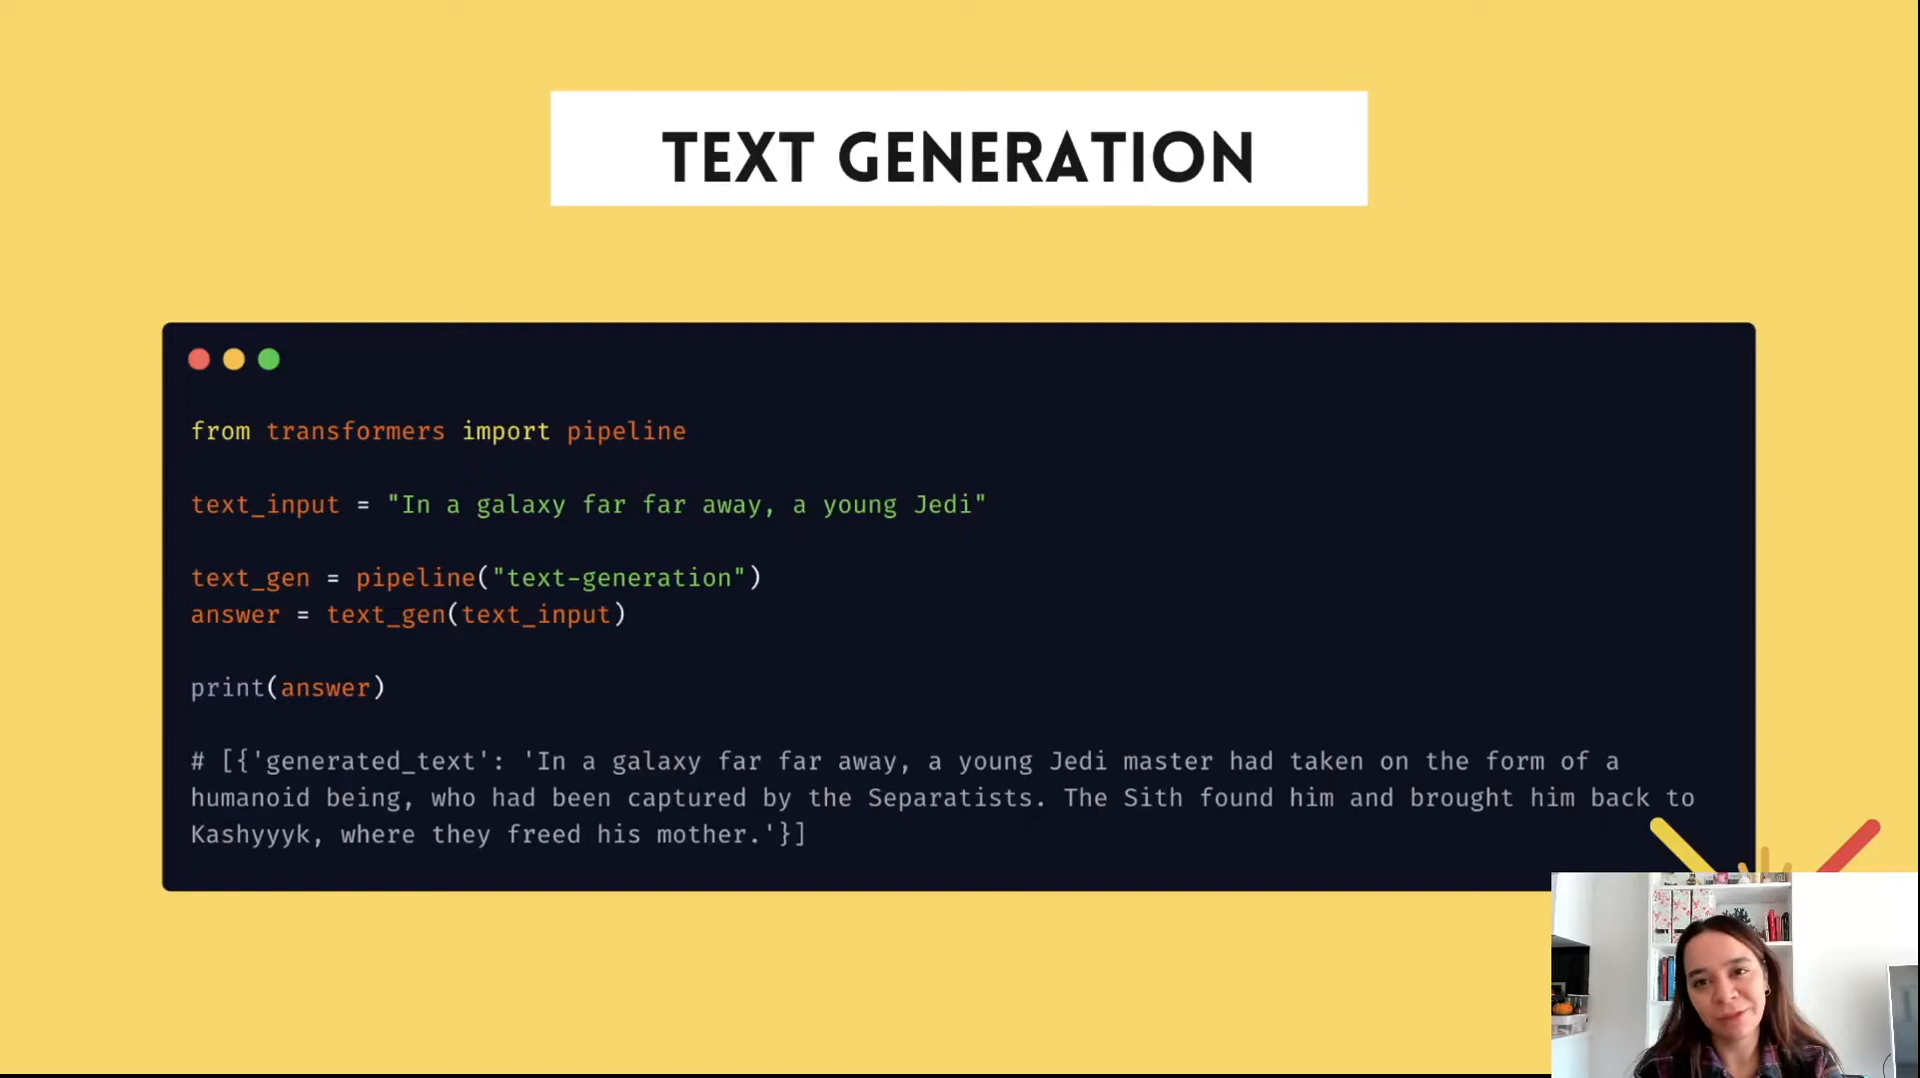 TEXT GENERATION
from transformers import pipeline
text_input = "In a galaxy far far away, a young Jedi"
text_gen = pipeline("text-generation")
answer = text_gen(text_input)
print(answer)
# [{'generated_text': 'In a galaxy far far away, a young Jedi master had taken on the form of a
humanoid being, who had been captured by the Separatists. The Sith found him and brought him back to
Kashyyyk, where they freed his mother.'}]